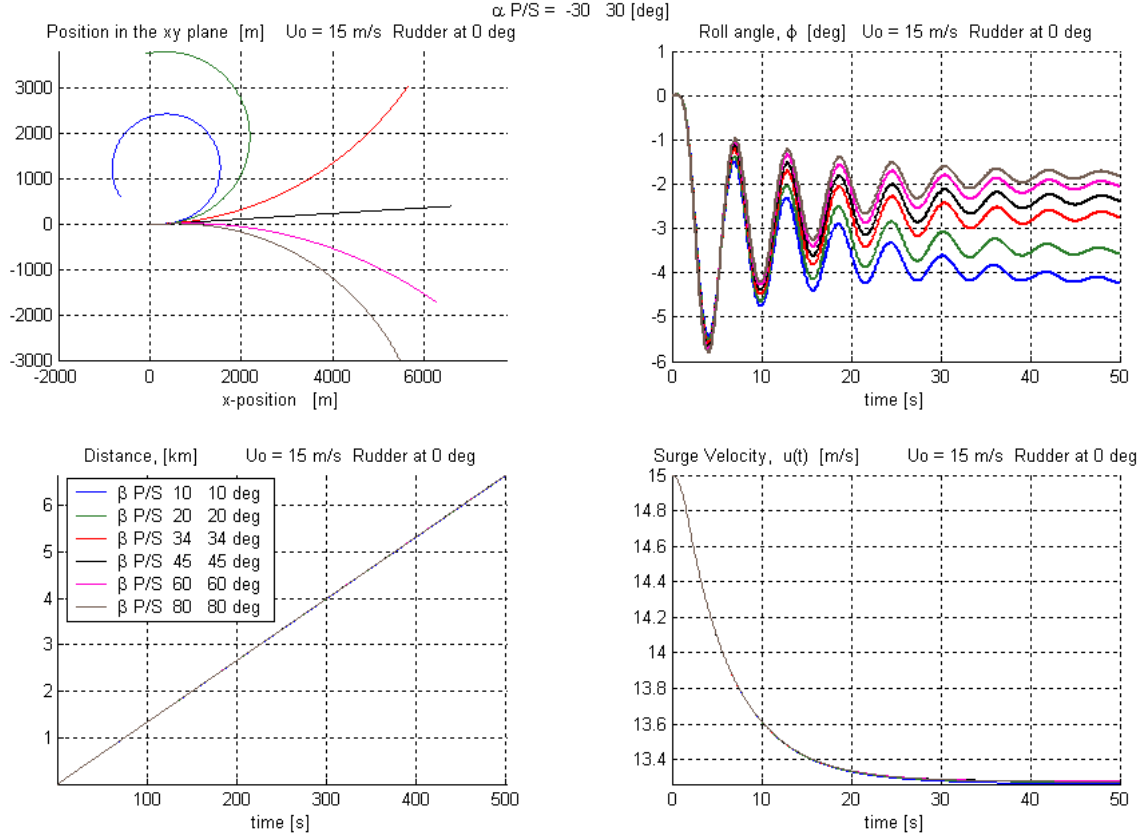 α P/S = -30 30 [deg]
Position in the xy plane [m] Uo = 15 m/s Rudder at 0 deg
3000
2000
1000
0
-1000
-2000
-3000
-2000 0 2000 4000 6000
x-position [m]
Roll angle, ϕ [deg] Uo = 15 m/s Rudder at 0 deg
1
0
-1
-2
-3
-4
-5
-6
0 10 20 30 40 50
time [s]
Distance, [km] Uo = 15 m/s Rudder at 0 deg
6
5
4
3
2
1
β P/S 10 10 deg
β P/S 20 20 deg
β P/S 34 34 deg
β P/S 45 45 deg
β P/S 60 60 deg
β P/S 80 80 deg
100 200 300 400 500
time [s]
Surge Velocity, u(t) [m/s] Uo = 15 m/s Rudder at 0 deg
15
14.8
14.6
14.4
14.2
14
13.8
13.6
13.4
0 10 20 30 40 50
time [s]